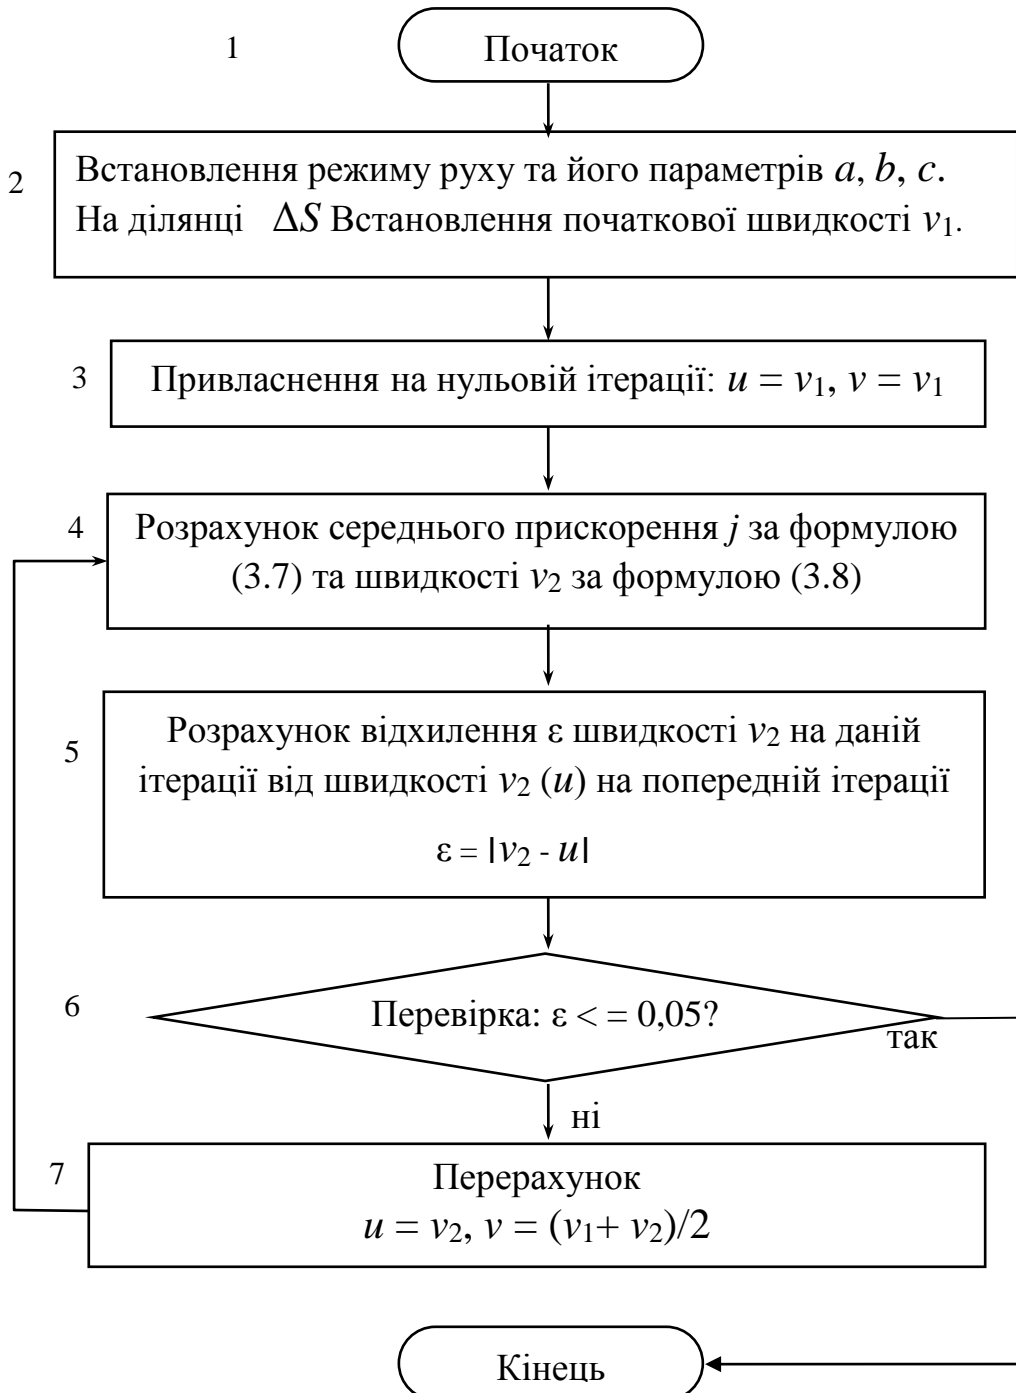 1
Початок
2
Встановлення режиму руху та його параметрів a, b, c.
На ділянці ΔS Встановлення початкової швидкості v₁.
3
Привласнення на нульовій ітерації: u = v₁, v = v₁
4
Розрахунок середнього прискорення j за формулою
(3.7) та швидкості v₂ за формулою (3.8)
5
Розрахунок відхилення ε швидкості v₂ на даній
ітерації від швидкості v₂ (u) на попередній ітерації
ε = |v₂ - u|
6
Перевірка: ε < = 0,05?
так
ні
7
Перерахунок
u = v₂, v = (v₁+ v₂)/2
Кінець